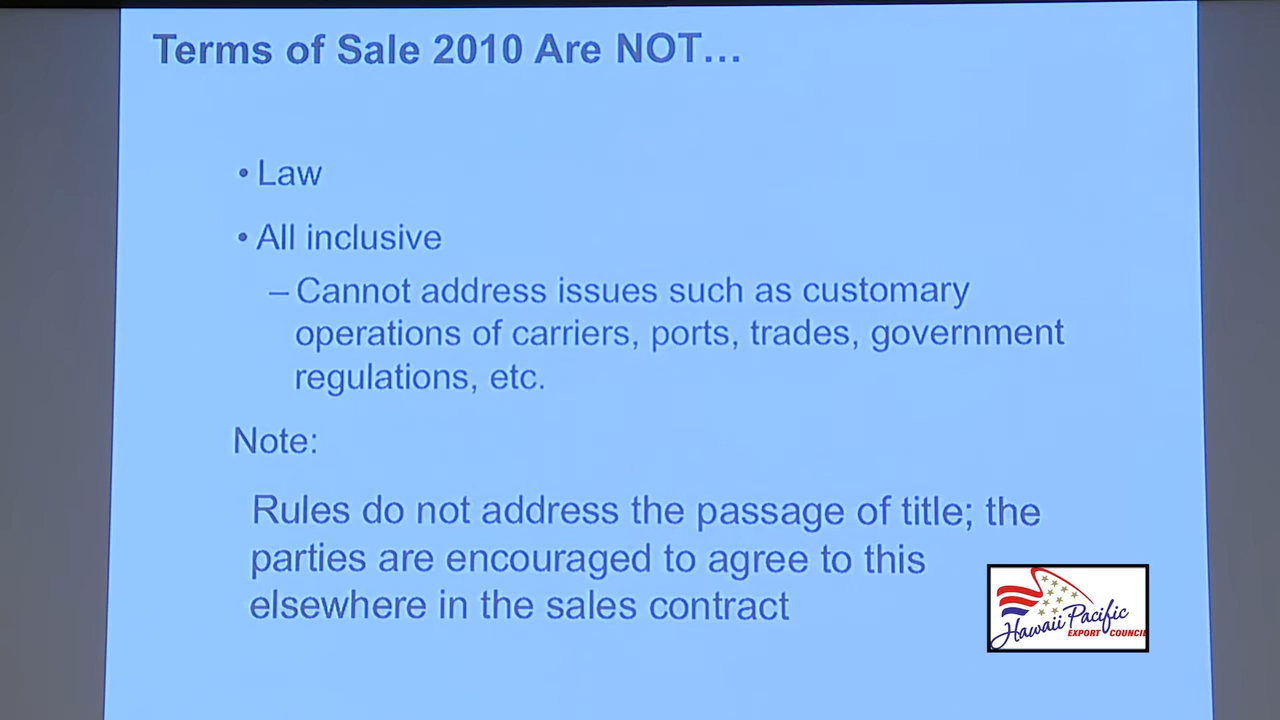 Terms of Sale 2010 Are NOT…
• Law
• All inclusive
– Cannot address issues such as customary
operations of carriers, ports, trades, government
regulations, etc.
Note:
Rules do not address the passage of title; the
parties are encouraged to agree to this
elsewhere in the sales contract
Hawaii Pacific
EXPORT COUNCIL